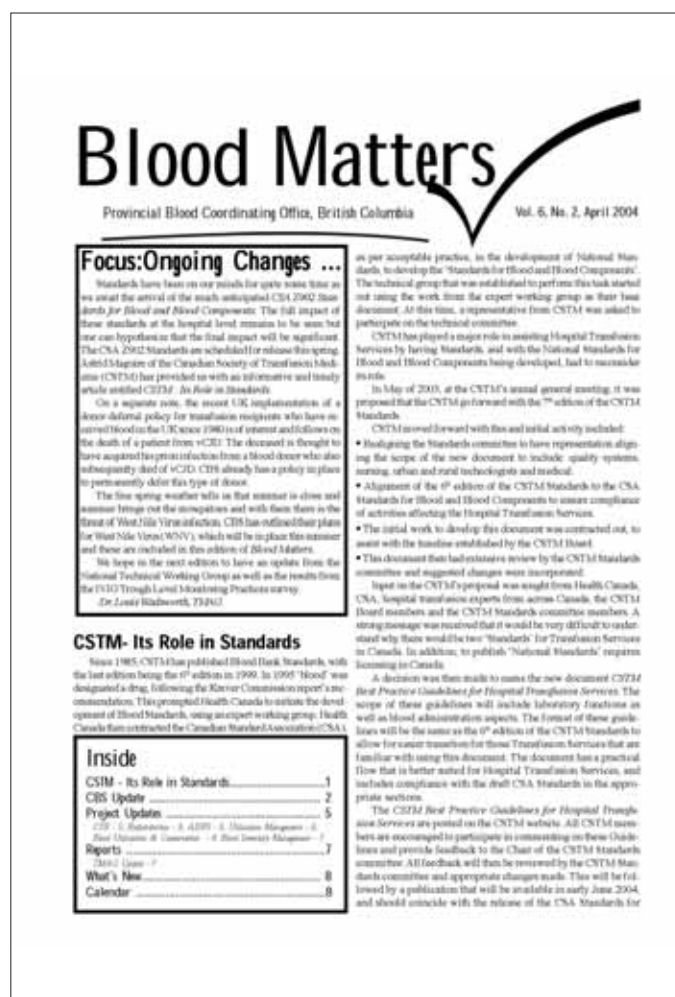 Blood Matters
Provincial Blood Coordinating Office, British Columbia
Vol. 6, No. 2, April 2004
Focus:Ongoing Changes ...
Standards have been on our minds for quite some time as
we await the arrival of the much-anticipated CSA Z902 Stan-
dards for Blood and Blood Components. The full impact of
these standards at the hospital level remains to be seen but
one can hypothesize that the final impact will be significant.
The CSA Z902 Standards are scheduled for release this spring.
Astrid Maguire of the Canadian Society of Transfusion Medi-
cine (CSTM) has provided us with an informative and timely
article entitled CSTM : Its Role in Standards.
On a separate note, the recent UK implementation of a
donor deferral policy for transfusion recipients who have re-
ceived blood in the UK since 1980 is of interest and follows on
the death of a patient from vCJD. The deceased is thought to
have acquired his prion infection from a blood donor who also
subsequently died of vCJD. CBS already has a policy in place
to permanently defer this type of donor.
The fine spring weather tells us that summer is close and
summer brings out the mosquitoes and with them there is the
threat of West Nile Virus infection. CBS has outlined their plans
for West Nile Virus (WNV), which will be in place this summer
and these are included in this edition of Blood Matters.
We hope in the next edition to have an update from the
National Technical Working Group as well as the results from
the Trough Level Monitoring Practices survey.
Dr. Louis Wadsworth,
CSTM- Its Role in Standards
Since 1985, CSTM has published Blood Bank Standards, with
the last edition being the 6th edition in 1999. In 1995 'blood' was
designated a drug, following the Krever Commission report's rec-
ommendation. This prompted Health Canada to initiate the devel-
opment of Blood Standards, using an expert working group. Health
Canada then contracted the Canadian Standard Association (CSA),
Inside
CSTM - Its Role in Standards............1
CBS Update ............ 2
Project Updates ............ 5
Reports ............7
What's New............ 8
Calendar ............8
as per acceptable practice, in the development of National Stan-
dards, to develop the 'Standards for Blood and Blood Components'.
The technical group that was established to perform this task started
out using the work from the expert working group as their base
document. At this time, a representative from CSTM was asked to
participate on the technical committee.
CSTM has played a major role in assisting Hospital Transfusion
Services by having Standards, and with the National Standards for
Blood and Blood Components being developed, had to reconsider
its role.
In May of 2003, at the CSTM's annual general meeting, it was
proposed that the CSTM go forward with the 7th edition of the CSTM
Standards.
CSTM moved forward with this and initial activity included:
• Realigning the Standards committee to have representation align-
ing the scope of the new document to include: quality systems,
nursing, urban and rural technologists and medical.
• Alignment of the 6th edition of the CSTM Standards to the CSA
Standards for Blood and Blood Components to ensure compliance
of activities affecting the Hospital Transfusion Services.
• The initial work to develop this document was contracted out, to
assist with the timeline established by the CSTM Board.
• This document then had extensive review by the CSTM Standards
committee and suggested changes were incorporated.
Input on the CSTM's proposal was sought from Health Canada,
CSA, hospital transfusion experts from across Canada, the CSTM
Board members and the CSTM Standards committee members. A
strong message was received that it would be very difficult to under-
stand why there would be two 'Standards' for Transfusion Services
in Canada. In addition, to publish 'National Standards' requires
licensing in Canada.
A decision was then made to name the new document CSTM
Best Practice Guidelines for Hospital Transfusion Services. The
scope of these guidelines will include laboratory functions as
well as blood administration aspects. The format of these guide-
lines will be the same as the 6th edition of the CSTM Standards to
allow for easier transition for those Transfusion Services that are
familiar with using this document. The document has a practical
flow that is better suited for Hospital Transfusion Services, and
includes compliance with the draft CSA Standards in the appro-
priate sections.
The CSTM Best Practice Guidelines for Hospital Transfu-
sion Services are posted on the CSTM website. All CSTM mem-
bers are encouraged to participate in commenting on these Guide-
lines and provide feedback to the Chair of the CSTM Standards
committee. All feedback will then be reviewed by the CSTM Stan-
dards committee and appropriate changes made. This will be fol-
lowed by a publication that will be available in early June 2004,
and should coincide with the release of the CSA Standards for